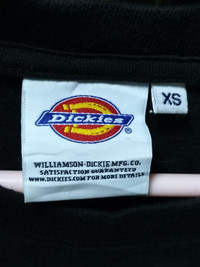 XS
Dickies
®
WILLIAMSON-DICKIE MFG. CO.
SATISFACTION GUARANTEED
WWW.DICKIES.COM FOR MORE DETAILS